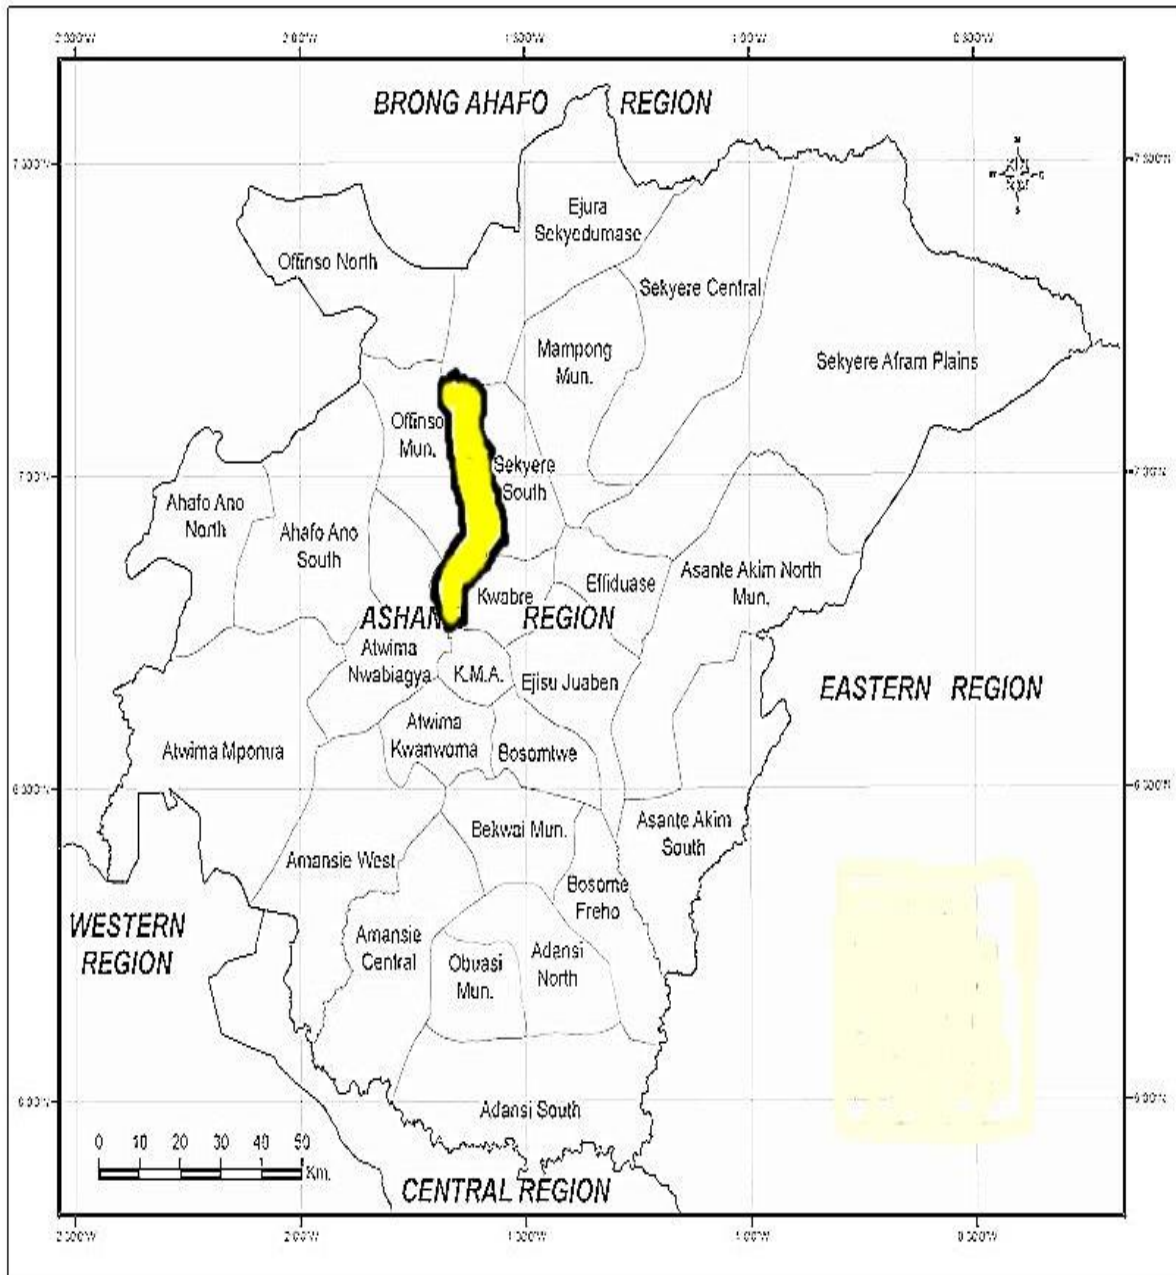 BRONG AHAFO REGION
Ejura
Sekyedumase
Offinso North
Sekyere Central
Mampong
Mun.
Sekyere Afram Plains
Offinso
Mun.
Sekyere
South
Ahafo Ano
North
Ahafo Ano
South
Asante Akim North
Mun.
Effiduase
Kwabre
REGION
Atwima
Nwabiagya
K.M.A.
Ejisu Juaben
EASTERN REGION
Atwima
Kwanwoma
Bosomtwe
Atwima Mponua
Asante Akim
South
Bekwai Mun.
Amansie West
Bosome
Freho
WESTERN
REGION
Amansie
Central
Obuasi
Mun.
Adansi
North
Adansi South
0 10 20 30 40 50
Km.
CENTRAL REGION